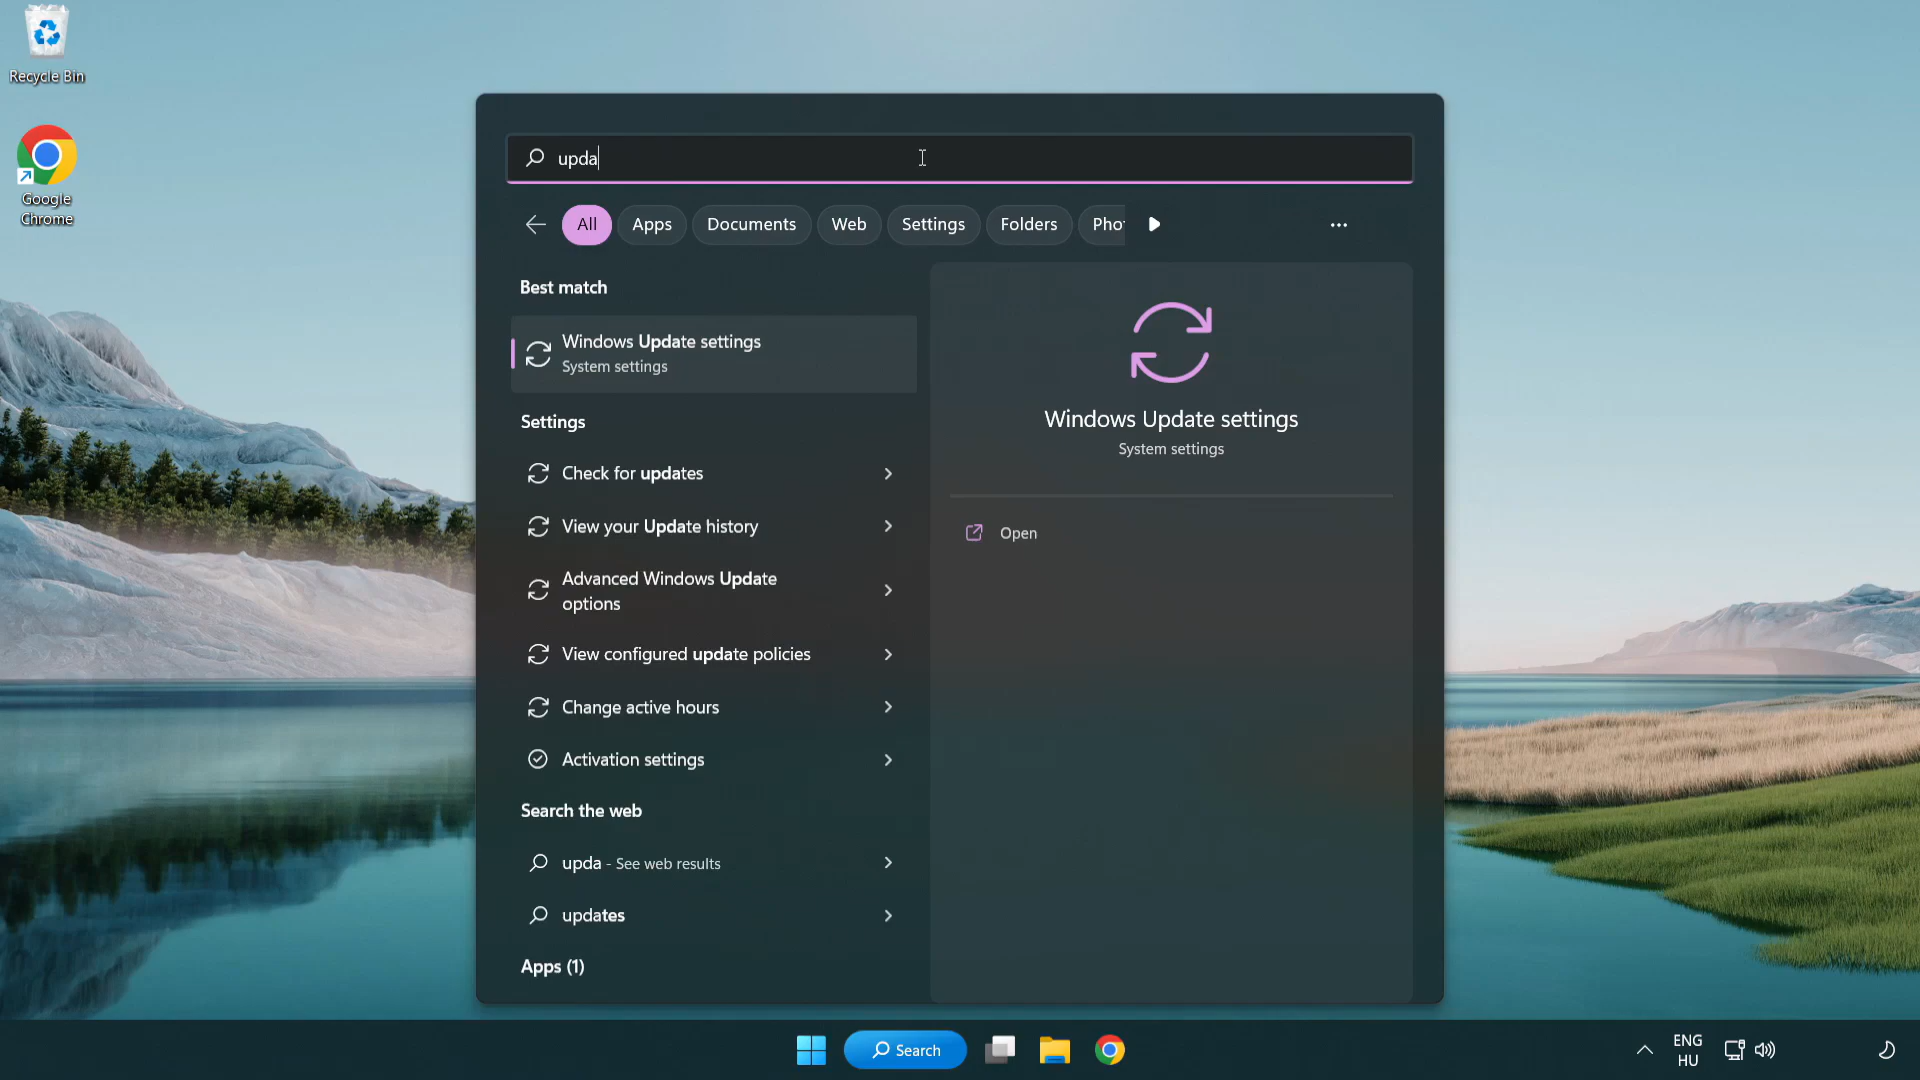 Recycle Bin
Google
Chrome
upda
All
Apps
Documents
Web
Settings
Folders
Pho
Best match
Windows Update settings
System settings
Settings
Check for updates
View your Update history
Advanced Windows Update
options
View configured update policies
Change active hours
Activation settings
Search the web
upda - See web results
updates
Apps (1)
Windows Update settings
System settings
Open
Search
ENG
HU